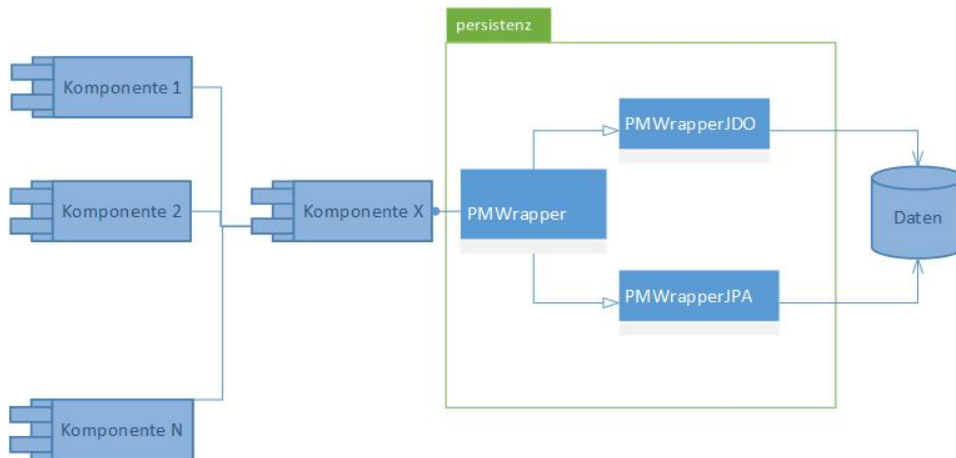 persistenz
Komponente 1
PMWrapperJDO
Komponente 2
Komponente X
PMWrapper
Daten
PMWrapperJPA
Komponente N